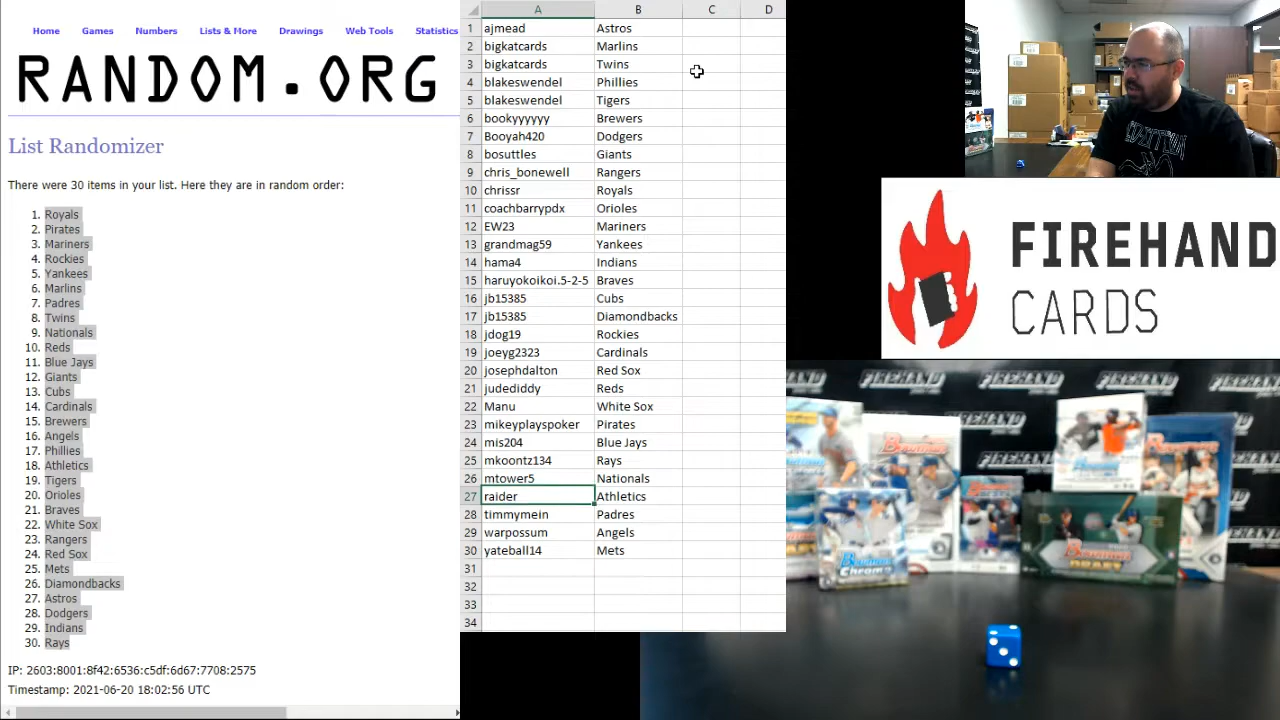 Home Games Numbers Lists & More Drawings Web Tools Statistics
RANDOM.ORG
List Randomizer
There were 30 items in your list. Here they are in random order:
1. Royals
2. Pirates
3. Mariners
4. Rockies
5. Yankees
6. Marlins
7. Padres
8. Twins
9. Nationals
10. Reds
11. Blue Jays
12. Giants
13. Cubs
14. Cardinals
15. Brewers
16. Angels
17. Phillies
18. Athletics
19. Tigers
20. Orioles
21. Braves
22. White Sox
23. Rangers
24. Red Sox
25. Mets
26. Diamondbacks
27. Astros
28. Dodgers
29. Indians
30. Rays
IP: 2603:8001:8f42:6536:c5df:6d67:7708:2575
Timestamp: 2021-06-20 18:02:56 UTC
A B C D
1 ajmead Astros
2 bigkatcards Marlins
3 bigkatcards Twins
4 blakeswendel Phillies
5 blakeswendel Tigers
6 bookyyyyyy Brewers
7 Booyah420 Dodgers
8 bosuttles Giants
9 chris_bonewell Rangers
10 chrissr Royals
11 coachbarrypdx Orioles
12 EW23 Mariners
13 grandmag59 Yankees
14 hama4 Indians
15 haruyokoikoi.5-2-5 Braves
16 jb15385 Cubs
17 jb15385 Diamondbacks
18 jdog19 Rockies
19 joeyg2323 Cardinals
20 josephdalton Red Sox
21 judediddy Reds
22 Manu White Sox
23 mikeyplayspoker Pirates
24 mis204 Blue Jays
25 mkoontz134 Rays
26 mtower5 Nationals
27 raider Athletics
28 timmymein Padres
29 warpossum Angels
30 yateball14 Mets
31
32
33
34
FIREHAND
CARDS
FIREHAND
FIREHAND
FIREHAND
Bowman
Chrome
Bowman
DRAFT